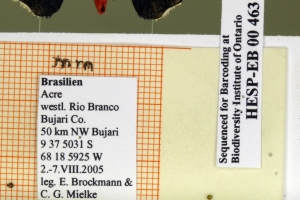 Brasilien
Acre
westl. Rio Branco
Bujari Co.
50 km NW Bujari
9 37 5031 S
68 18 5925 W
2.-7.VIII.2005
leg. E. Brockmann &
C. G. Mielke
Sequenced for Barcoding at
Biodiversity Institute of Ontario
HESP-EB 00 463